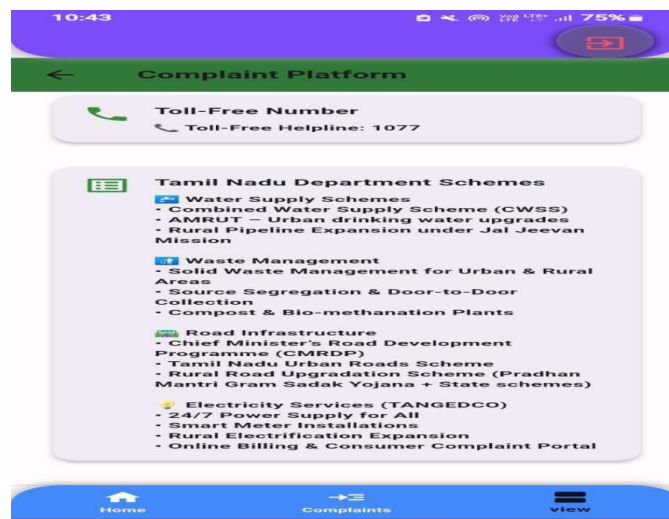 10:43
Vo) LTE+ 75%
LTE
Complaint Platform
Toll-Free Number
Toll-Free Helpline: 1077
Tamil Nadu Department Schemes
Water Supply Schemes
• Combined Water Supply Scheme (CWSS)
• AMRUT – Urban drinking water upgrades
• Rural Pipeline Expansion under Jal Jeevan
Mission
Waste Management
• Solid Waste Management for Urban & Rural
Areas
• Source Segregation & Door-to-Door
Collection
• Compost & Bio-methanation Plants
Road Infrastructure
• Chief Minister's Road Development
Programme (CMRDP)
• Tamil Nadu Urban Roads Scheme
• Rural Road Upgradation Scheme (Pradhan
Mantri Gram Sadak Yojana + State schemes)
Electricity Services (TANGEDCO)
• 24/7 Power Supply for All
• Smart Meter Installations
• Rural Electrification Expansion
• Online Billing & Consumer Complaint Portal
Home
Complaints
view